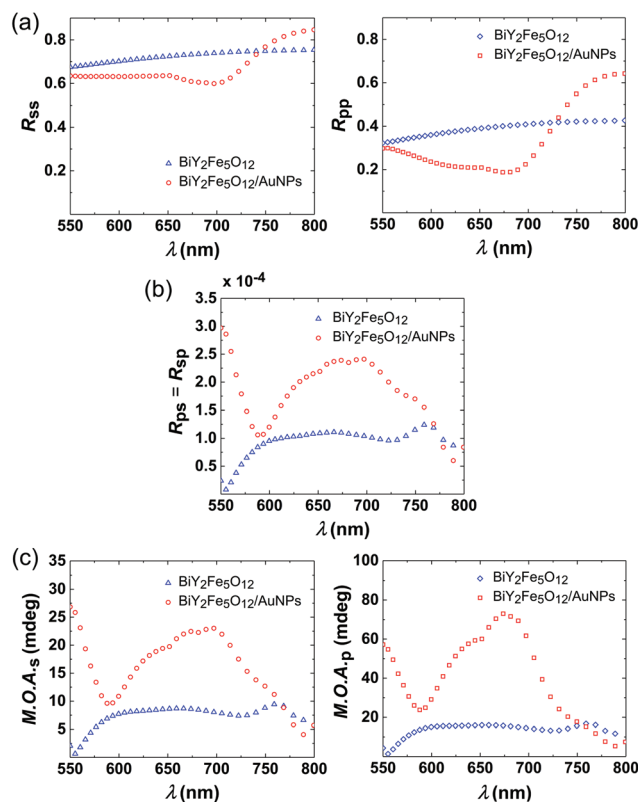 (a)
0.8
0.6
0.4
0.2
R_ss
BiY₂Fe₅O₁₂
BiY₂Fe₅O₁₂/AuNPs
550 600 650 700 750 800
λ (nm)
0.8
0.6
0.4
0.2
R_pp
BiY₂Fe₅O₁₂
BiY₂Fe₅O₁₂/AuNPs
550 600 650 700 750 800
λ (nm)
(b)
x 10⁻⁴
3.5
3.0
2.5
2.0
1.5
1.0
R_ps = R_sp
BiY₂Fe₅O₁₂
BiY₂Fe₅O₁₂/AuNPs
550 600 650 700 750 800
λ (nm)
(c)
35
30
25
20
15
10
5
M.O.A._s (mdeg)
BiY₂Fe₅O₁₂
BiY₂Fe₅O₁₂/AuNPs
550 600 650 700 750 800
λ (nm)
100
80
60
40
20
M.O.A._p (mdeg)
BiY₂Fe₅O₁₂
BiY₂Fe₅O₁₂/AuNPs
550 600 650 700 750 800
λ (nm)